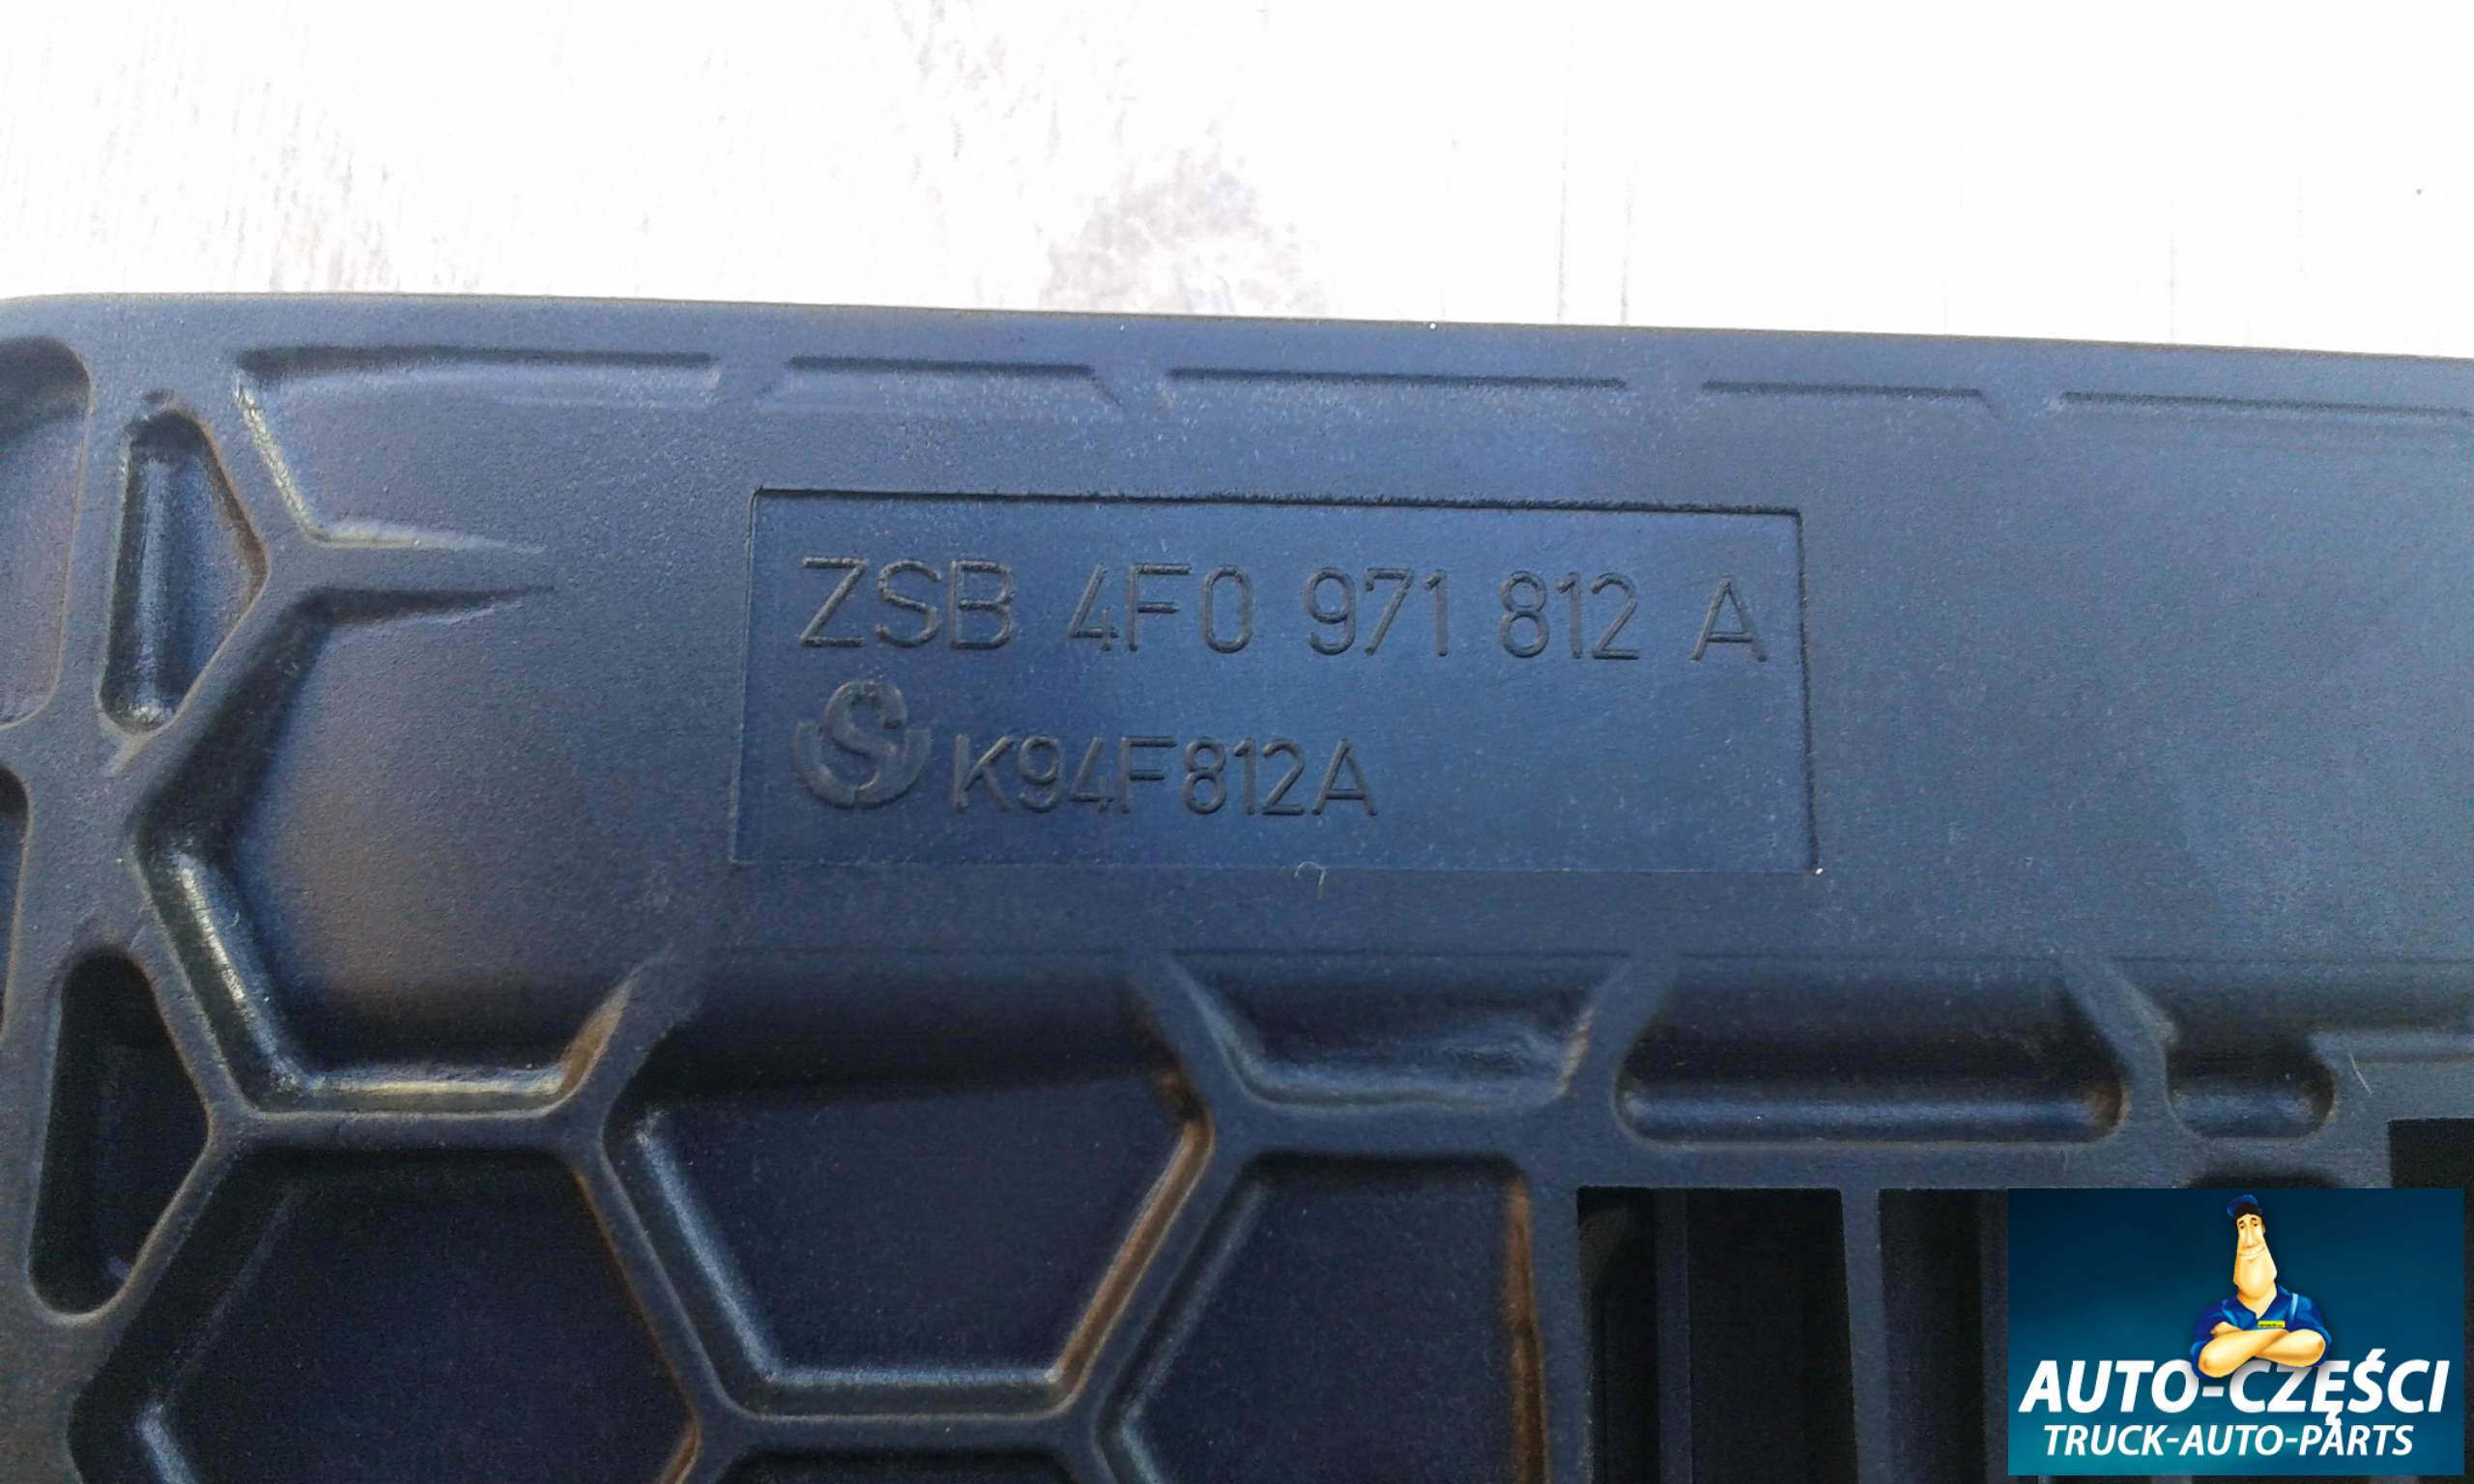 ZSB 4F0 971 812 A
K94F812A
AUTO-CZĘŚCI
TRUCK-AUTO-PARTS